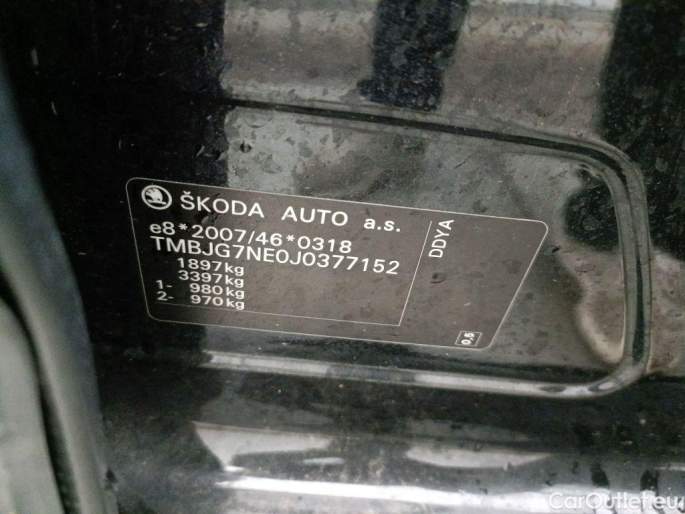 ŠKODA AUTO a.s.
e8*2007/46*0318
TMBJG7NE0J0377152
1897kg
3397kg
1- 980kg
2- 970kg
DDYA
0,5
CarOutlet.eu